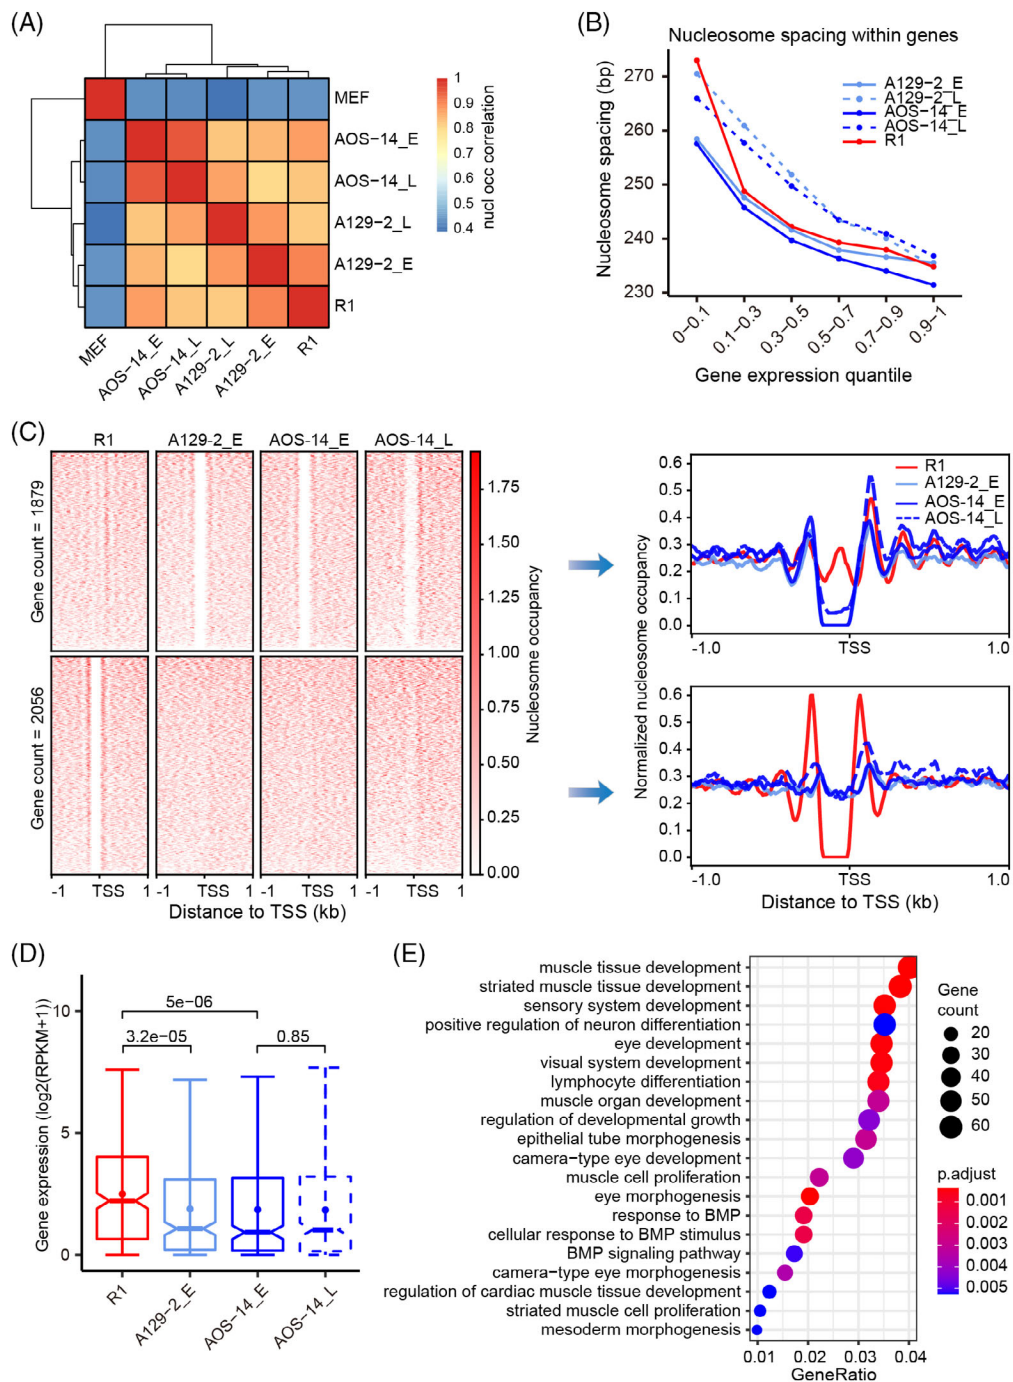 (A)
1
0.9
0.8
0.7
0.6
0.5
0.4
nucl occ correlation
MEF
AOS−14_E
AOS−14_L
A129−2_L
A129−2_E
R1
MEF
AOS−14_E
AOS−14_L
A129−2_L
A129−2_E
R1
(B)
Nucleosome spacing within genes
Nucleosome spacing (bp)
270
260
250
240
230
A129−2_E
A129−2_L
AOS−14_E
AOS−14_L
R1
0−0.1
0.1−0.3
0.3−0.5
0.5−0.7
0.7−0.9
0.9−1
Gene expression quantile
(C)
R1
A129-2_E
AOS-14_E
AOS-14_L
Gene count = 1879
Gene count = 2056
-1 TSS 1
-1 TSS 1
-1 TSS 1
-1 TSS 1
Distance to TSS (kb)
1.75
1.50
1.25
1.00
0.75
0.50
0.25
0.00
Nucleosome occupancy
Normalized nucleosome occupancy
0.6
0.5
0.4
0.3
0.2
0.1
0.0
R1
A129-2_E
AOS-14_E
AOS-14_L
-1.0 TSS 1.0
0.6
0.5
0.4
0.3
0.2
0.1
0.0
-1.0 TSS 1.0
Distance to TSS (kb)
(D)
Gene expression (log2(RPKM+1))
10
5
0
5e−06
3.2e−05
0.85
R1
A129−2_E
AOS−14_E
AOS−14_L
(E)
muscle tissue development
striated muscle tissue development
sensory system development
positive regulation of neuron differentiation
eye development
visual system development
lymphocyte differentiation
muscle organ development
regulation of developmental growth
epithelial tube morphogenesis
camera−type eye development
muscle cell proliferation
eye morphogenesis
response to BMP
cellular response to BMP stimulus
BMP signaling pathway
camera−type eye morphogenesis
regulation of cardiac muscle tissue development
striated muscle cell proliferation
mesoderm morphogenesis
0.01 0.02 0.03 0.04
GeneRatio
Gene
count
20
30
40
50
60
p.adjust
0.001
0.002
0.003
0.004
0.005